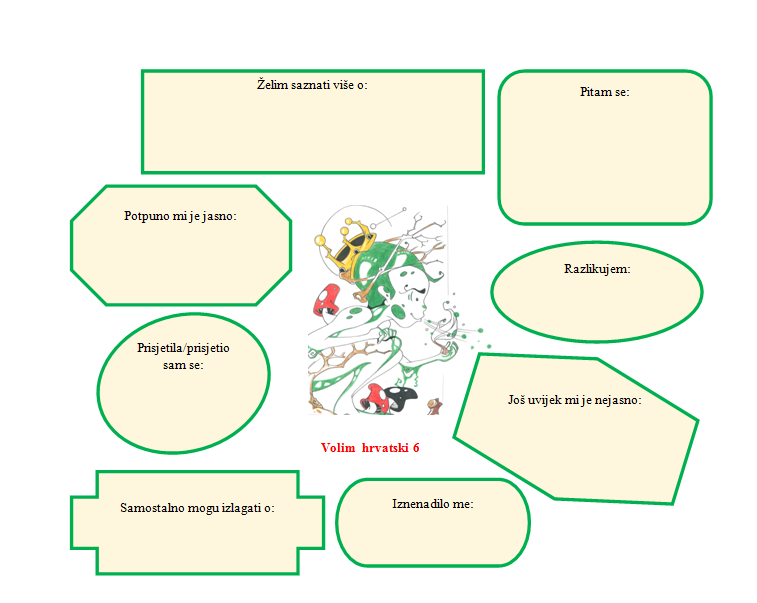 Želim saznati više o:
Pitam se:
Potpuno mi je jasno:
Razlikujem:
Prisjetila/prisjetio
sam se:
Još uvijek mi je nejasno:
Volim hrvatski 6
Samostalno mogu izlagati o:
Iznenadilo me: